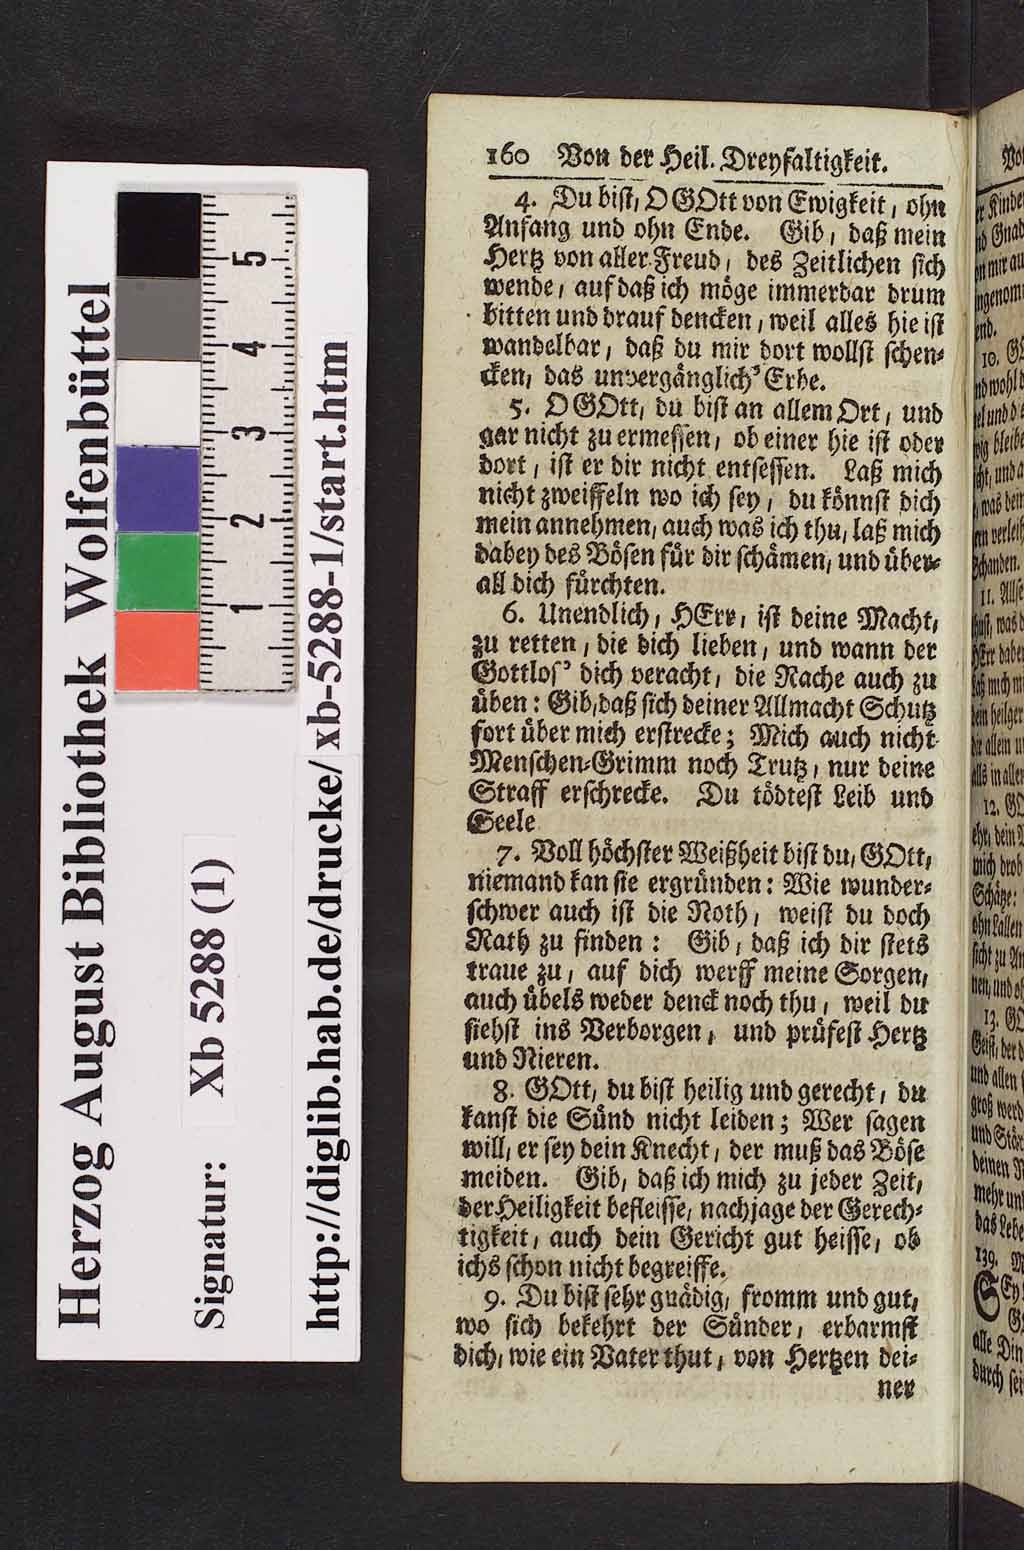 160 Von der Heil. Dreyfaltigkeit.
4. Du bist, O GOtt von Ewigkeit, ohn
Anfang und ohn Ende. Gib, daß mein
Hertz von aller Freud, des Zeitlichen sich
wende, auf daß ich möge immerdar drum
bitten und drauf dencken, weil alles hie ist
wandelbar, daß du mir dort wollst schen-
cken, das unvergänglich' Erbe.
5. O GOtt, du bist an allem Ort, und
gar nicht zu ermessen, ob einer hie ist oder
dort, ist er dir nicht entsessen. Laß mich
nicht zweiffeln wo ich sey, du könnst dich
mein annehmen, auch was ich thu, laß mich
dabey des Bösen für dir schämen, und über-
all dich fürchten.
6. Unendlich, HErr, ist deine Macht,
zu retten, die dich lieben, und wann der
Gottlos' dich veracht, die Rache auch zu
üben: Gib, daß sich deiner Allmacht Schutz
fort über mich erstrecke; Mich auch nicht
Menschen-Grimm noch Trutz, nur deine
Straff erschrecke. Du tödtest Leib und
Seele
7. Voll höchster Weißheit bist du, GOtt,
niemand kan sie ergründen: Wie wunder-
schwer auch ist die Noth, weist du doch
Rath zu finden: Gib, daß ich dir stets
traue zu, auf dich werff meine Sorgen,
auch übels weder denck noch thu, weil du
siehst ins Verborgen, und prüfest Hertz
und Nieren.
8. GOtt, du bist heilig und gerecht, du
kanst die Sünd nicht leiden; Wer sagen
will, er sey dein Knecht, der muß das Böse
meiden. Gib, daß ich mich zu jeder Zeit,
der Heiligkeit befleisse, nachjage der Gerech-
tigkeit, auch dein Gericht gut heisse, ob
ichs schon nicht begreiffe.
9. Du bist sehr gnädig, fromm und gut,
wo sich bekehrt der Sünder, erbarmst
dich, wie ein Vater thut, von Hertzen dei-
ner
Herzog August Bibliothek Wolfenbüttel
Signatur: Xb 5288 (1)
http://diglib.hab.de/drucke/xb-5288-1/start.htm
5
4
3
2
1
10.
11.
12.
13.
139.